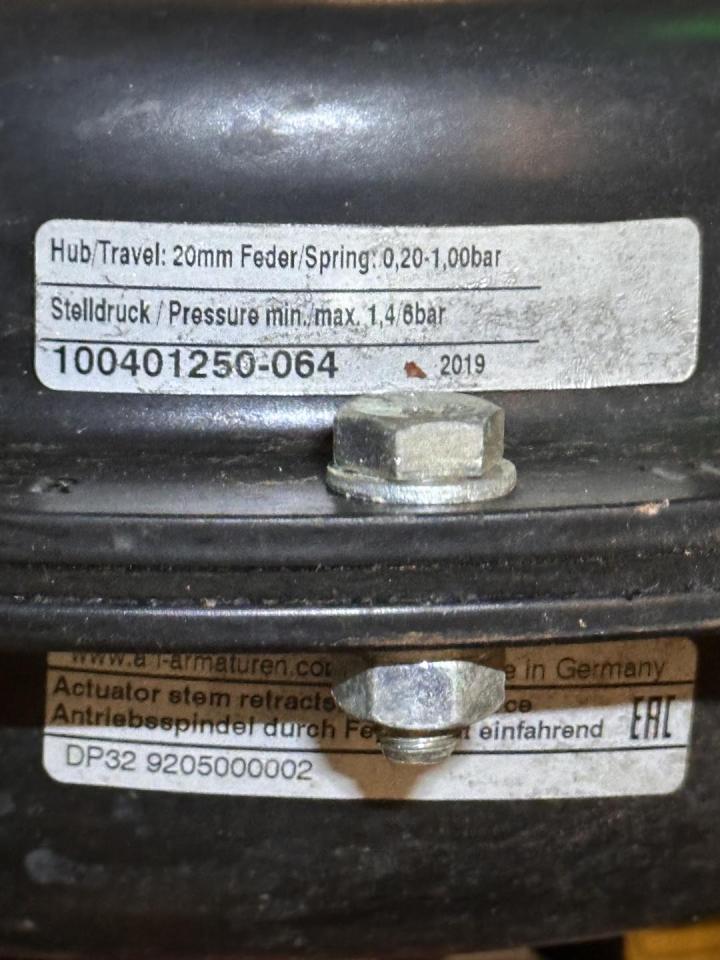 Hub/Travel: 20mm Feder/Spring: 0,20-1,00bar
Stelldruck / Pressure min./max. 1,4/6bar
100401250-064 2019
in Germany
Actuator stem retracts
Antriebsspindel durch einfahrend EAC
DP32 9205000002